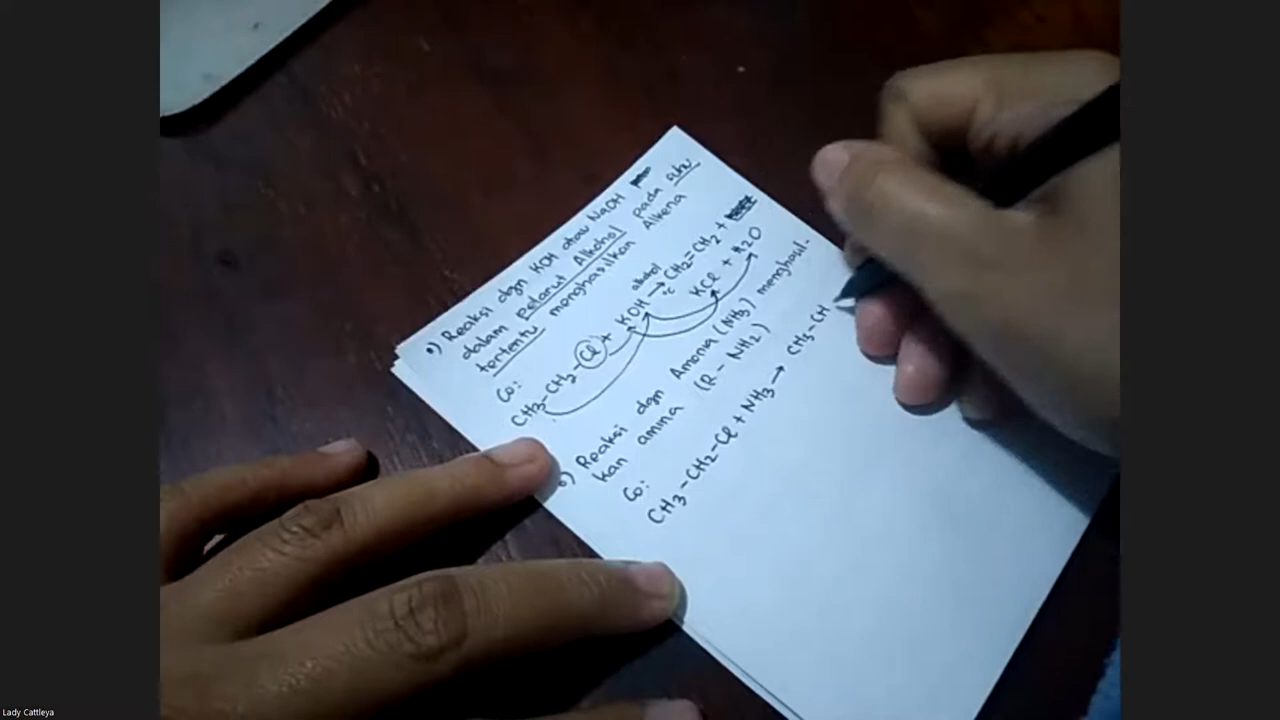 •) Reaksi dgn KOH atau NaOH
dalam pelarut Alkohol pada suhu
tertentu menghasilkan Alkena
Co:
CH3-CH2-Cl + KOH alkohol → °C CH2=CH2 +
KCl + H2O
•) Reaksi dgn Amonia (NH3) menghasil-
kan amina (R - NH2)
Co:
CH3-CH2-Cl + NH3 → CH3-CH
Lady Cattleya